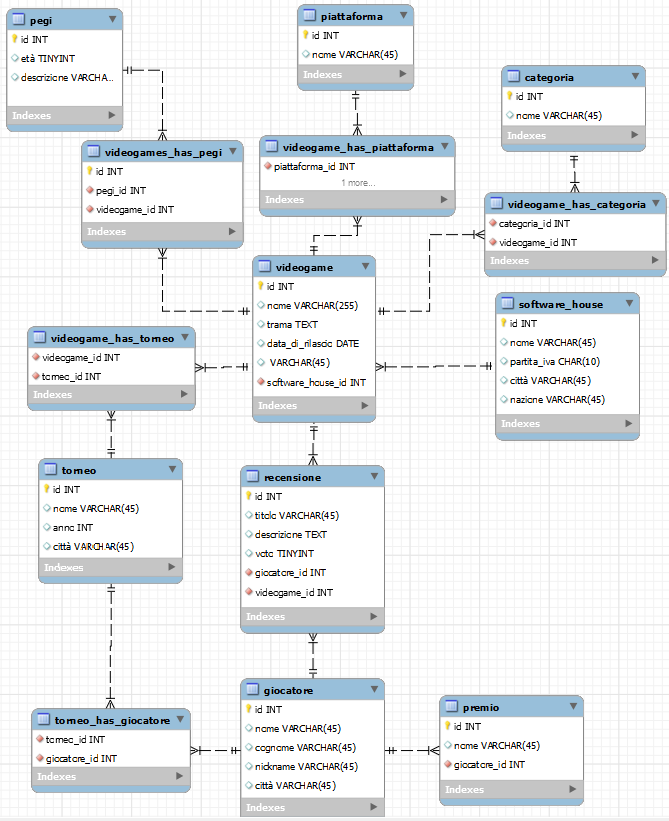 pegi
id INT
età TINYINT
descrizione VARCHA...
Indexes
piattaforma
id INT
nome VARCHAR(45)
Indexes
categoria
id INT
nome VARCHAR(45)
Indexes
videogames_has_pegi
id INT
pegi_id INT
videogame_id INT
Indexes
videogame_has_piattaforma
piattaforma_id INT
1 more...
Indexes
videogame_has_categoria
categoria_id INT
videogame_id INT
Indexes
videogame
id INT
nome VARCHAR(255)
trama TEXT
data_di_rilascio DATE
VARCHAR(45)
software_house_id INT
Indexes
software_house
id INT
nome VARCHAR(45)
partita_iva CHAR(10)
città VARCHAR(45)
nazione VARCHAR(45)
Indexes
videogame_has_torneo
videogame_id INT
torneo_id INT
Indexes
torneo
id INT
nome VARCHAR(45)
anno INT
città VARCHAR(45)
Indexes
recensione
id INT
titolo VARCHAR(45)
descrizione TEXT
voto TINYINT
giocatore_id INT
videogame_id INT
Indexes
torneo_has_giocatore
torneo_id INT
giocatore_id INT
Indexes
giocatore
id INT
nome VARCHAR(45)
cognome VARCHAR(45)
nickname VARCHAR(45)
città VARCHAR(45)
Indexes
premio
id INT
nome VARCHAR(45)
giocatore_id INT
Indexes